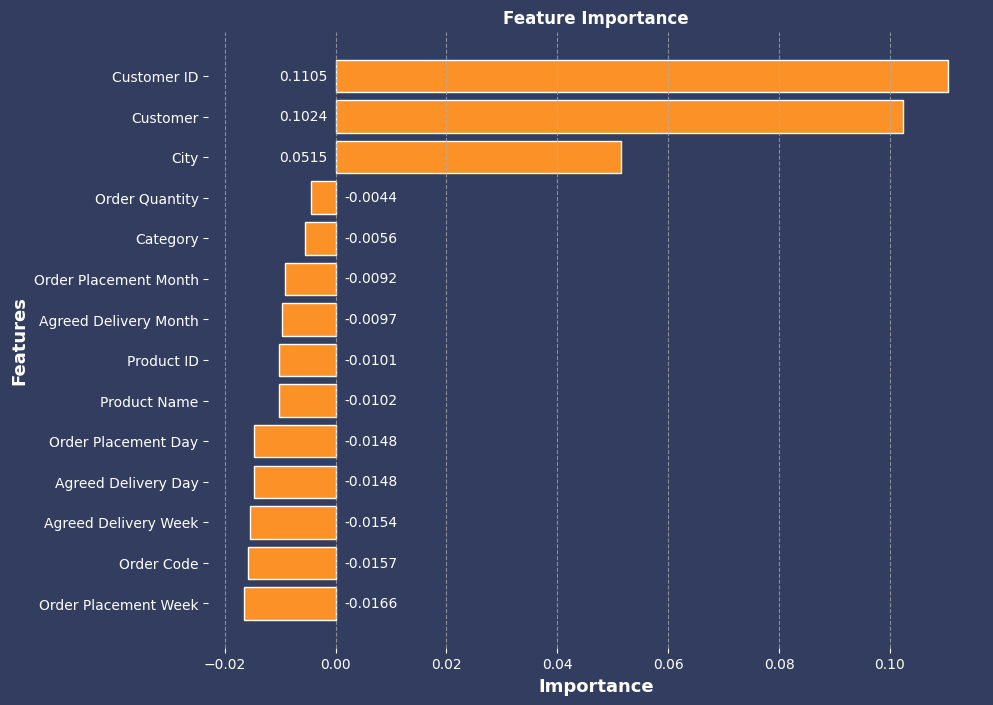 Feature Importance
Customer ID 0.1105
Customer 0.1024
City 0.0515
Order Quantity -0.0044
Category -0.0056
Order Placement Month -0.0092
Agreed Delivery Month -0.0097
Product ID -0.0101
Product Name -0.0102
Order Placement Day -0.0148
Agreed Delivery Day -0.0148
Agreed Delivery Week -0.0154
Order Code -0.0157
Order Placement Week -0.0166
Features
−0.02 0.00 0.02 0.04 0.06 0.08 0.10
Importance